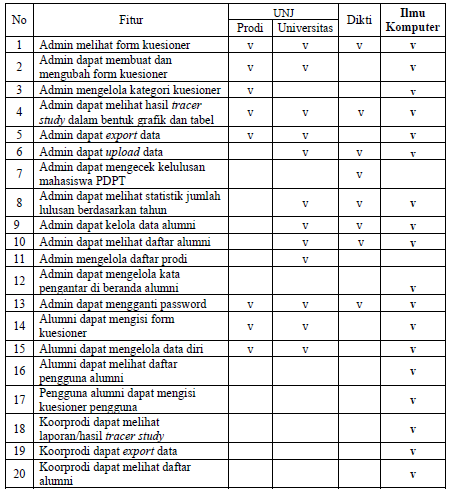 No Fitur UNJ Dikti Ilmu Komputer
Prodi Universitas
1 Admin melihat form kuesioner v v v v
2 Admin dapat membuat dan
mengubah form kuesioner v v v
3 Admin mengelola kategori kuesioner v v
4 Admin dapat melihat hasil tracer
study dalam bentuk grafik dan tabel v v v v
5 Admin dapat export data v v v
6 Admin dapat upload data v v v
7 Admin dapat mengecek kelulusan
mahasiswa PDPT v
8 Admin dapat melihat statistik jumlah
lulusan berdasarkan tahun v v v
9 Admin dapat kelola data alumni v v v
10 Admin dapat melihat daftar alumni v v v
11 Admin mengelola daftar prodi v
12 Admin dapat mengelola kata
pengantar di beranda alumni v
13 Admin dapat mengganti password v v v v
14 Alumni dapat mengisi form
kuesioner v v v
15 Alumni dapat mengelola data diri v v v
16 Alumni dapat melihat daftar
pengguna alumni v
17 Pengguna alumni dapat mengisi
kuesioner pengguna v
18 Koorprodi dapat melihat
laporan/hasil tracer study v
19 Koorprodi dapat export data v
20 Koorprodi dapat melihat daftar
alumni v